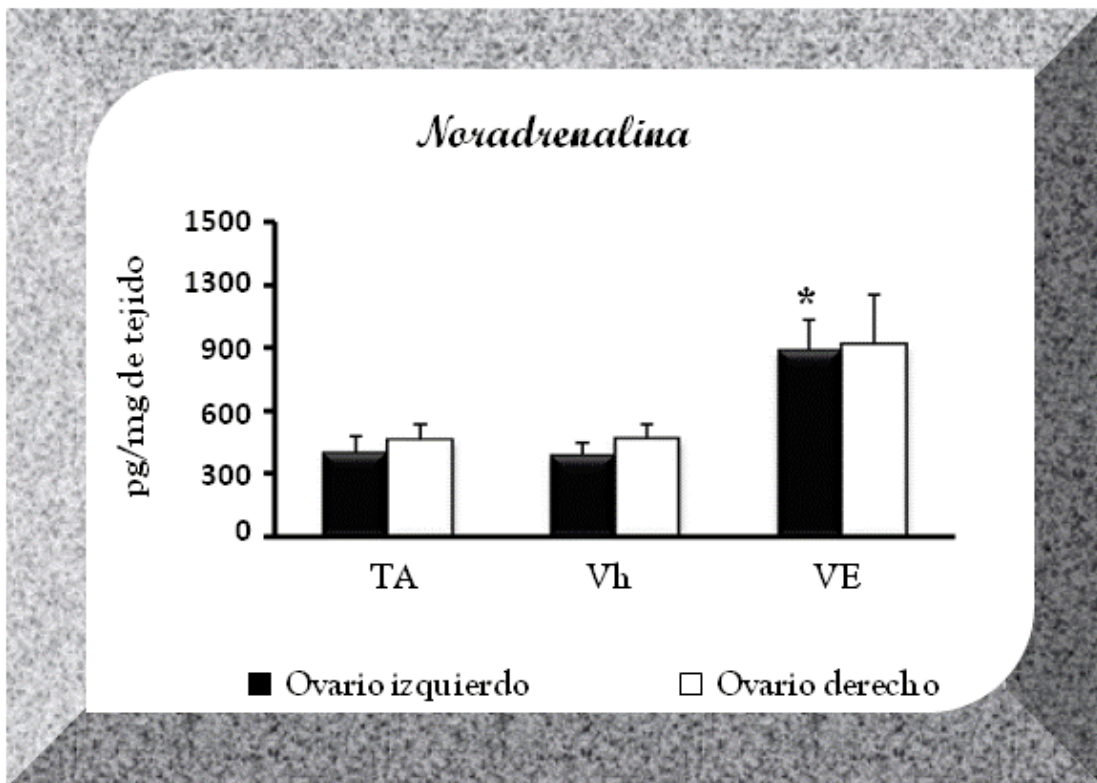 Noradrenalina
1500
1300
900
600
300
0
pg/mg de tejido
*
TA Vh VE
Ovario izquierdo Ovario derecho